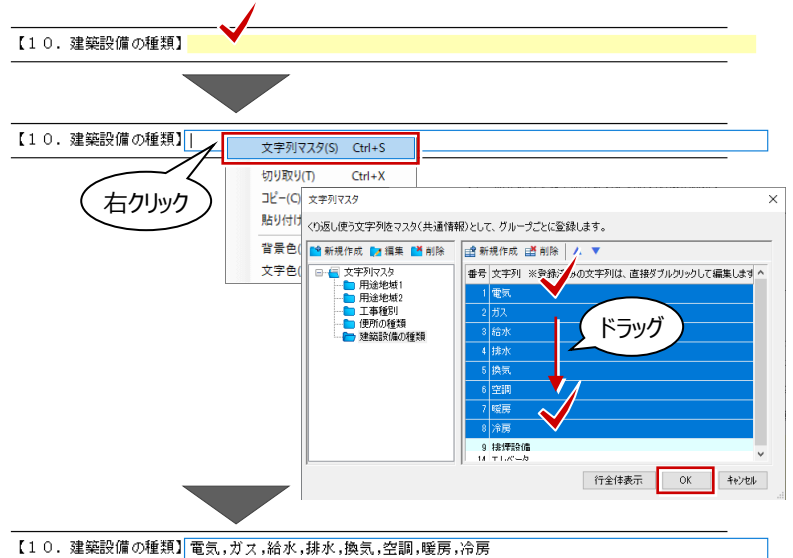 【１０．建築設備の種類】
【１０．建築設備の種類】
文字列マスタ(S) Ctrl+S
右クリック
切り取り(T) Ctrl+X
コピー(C)
貼り付け
背景色(
文字色(
文字列マスタ
くり返し使う文字列をマスタ（共通情報）として、グループごとに登録します。
新規作成 編集 削除
新規作成 削除
文字列マスタ
用途地域1
用途地域2
工事種別
便所の種類
建築設備の種類
番号 文字列 ※登録済みの文字列は、直接ダブルクリックして編集します
1 電気
2 ガス
3 給水
4 排水
5 換気
6 空調
7 暖房
8 冷房
9 排煙設備
14 エレベータ
ドラッグ
行全体表示 OK キャンセル
【１０．建築設備の種類】電気,ガス,給水,排水,換気,空調,暖房,冷房